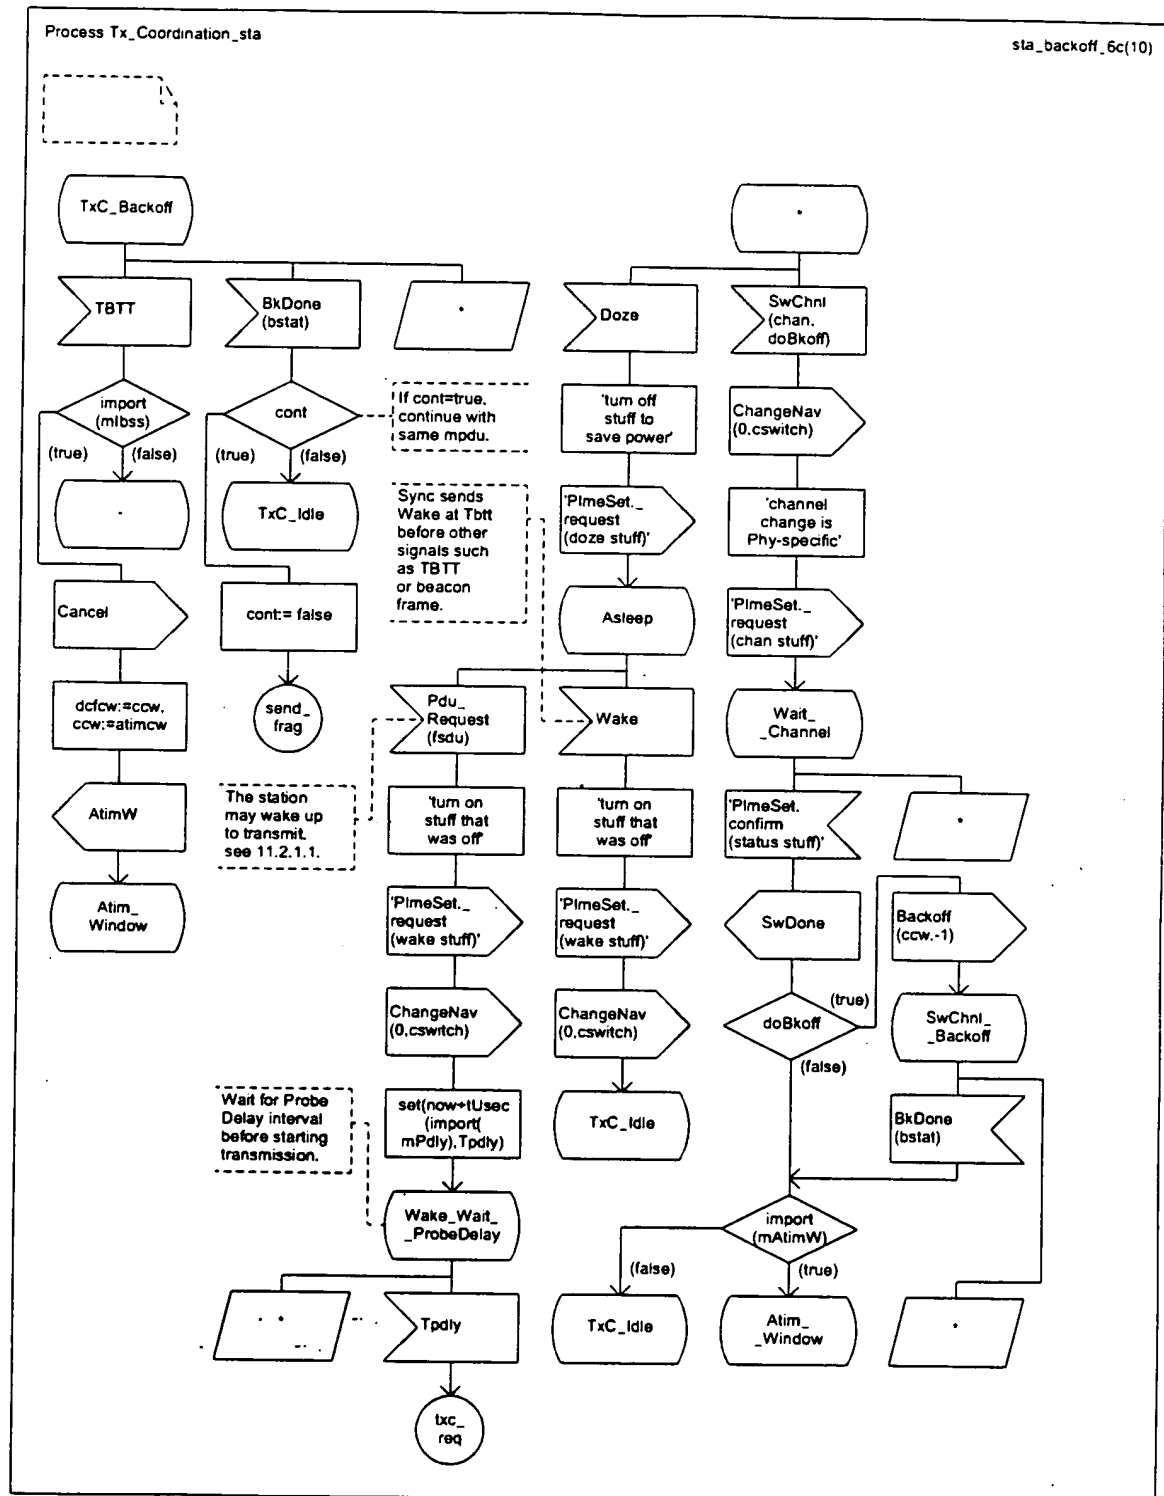 Process Tx_Coordination_sta
sta_backoff_6c(10)
TxC_Backoff
*
TBTT
BkDone
(bstat)
*
Doze
SwChnl
(chan,
doBkoff)
import
(mIbss)
(true)
(false)
cont
(true)
(false)
If cont=true,
continue with
same mpdu.
'turn off
stuff to
save power'
ChangeNav
(0,cswitch)
-
TxC_Idle
Sync sends
Wake at Tbtt
before other
signals such
as TBTT
or beacon
frame.
'PlmeSet._
request
(doze stuff)'
'channel
change is
Phy-specific'
Cancel
cont:= false
Asleep
'PlmeSet._
request
(chan stuff)'
dcfcw:=ccw,
ccw:=atimcw
send_
frag
Pdu_
Request
(fsdu)
Wake
Wait_
_Channel
AtimW
The station
may wake up
to transmit,
see 11.2.1.1.
'turn on
stuff that
was off'
'turn on
stuff that
was off'
'PlmeSet.
confirm
(status stuff)'
*
Atim_
_Window
'PlmeSet._
request
(wake stuff)'
'PlmeSet._
request
(wake stuff)'
SwDone
Backoff
(ccw,-1)
ChangeNav
(0,cswitch)
ChangeNav
(0,cswitch)
doBkoff
(true)
(false)
SwChnl_
_Backoff
Wait for Probe
Delay interval
before starting
transmission.
set(now+tUsec
(import(
mPdly),Tpdly)
TxC_Idle
BkDone
(bstat)
Wake_Wait_
_ProbeDelay
import
(mAtimW)
(false)
(true)
*
Tpdly
TxC_Idle
Atim_
_Window
*
txc_
req